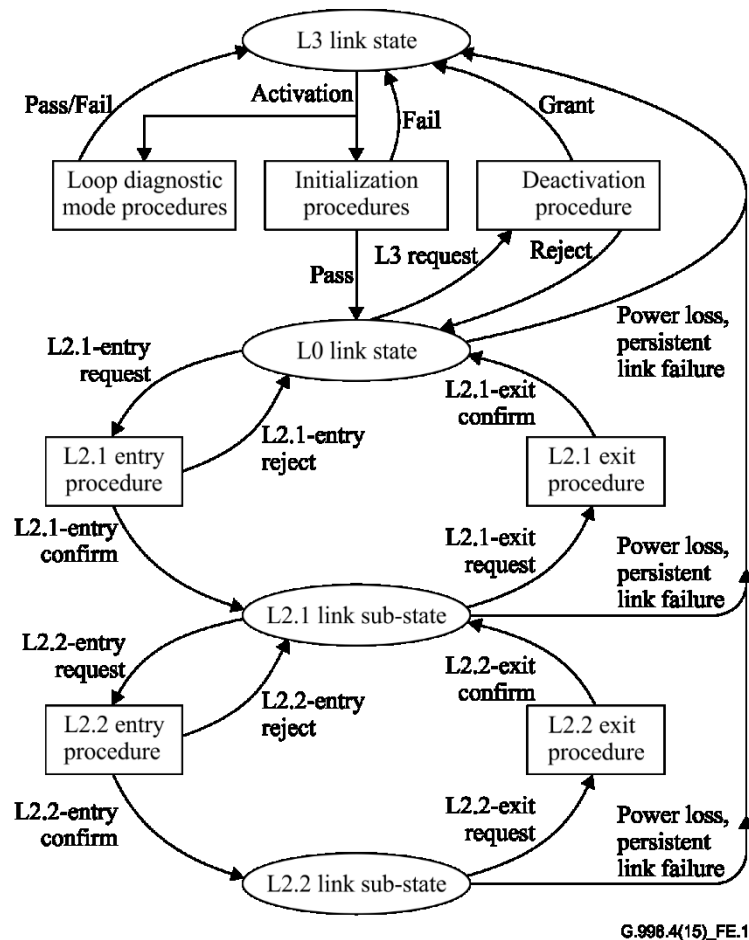 L3 link state
Activation
Pass/Fail
Fail
Grant
Loop diagnostic
mode procedures
Initialization
procedures
Deactivation
procedure
Pass
L3 request
Reject
L0 link state
Power loss,
persistent
link failure
L2.1-entry
request
L2.1-entry
reject
L2.1-exit
confirm
L2.1 entry
procedure
L2.1 exit
procedure
L2.1-entry
confirm
L2.1-exit
request
Power loss,
persistent
link failure
L2.1 link sub-state
L2.2-entry
request
L2.2-entry
reject
L2.2-exit
confirm
L2.2 entry
procedure
L2.2 exit
procedure
L2.2-entry
confirm
L2.2-exit
request
Power loss,
persistent
link failure
L2.2 link sub-state
G.998.4(15)_FE.1